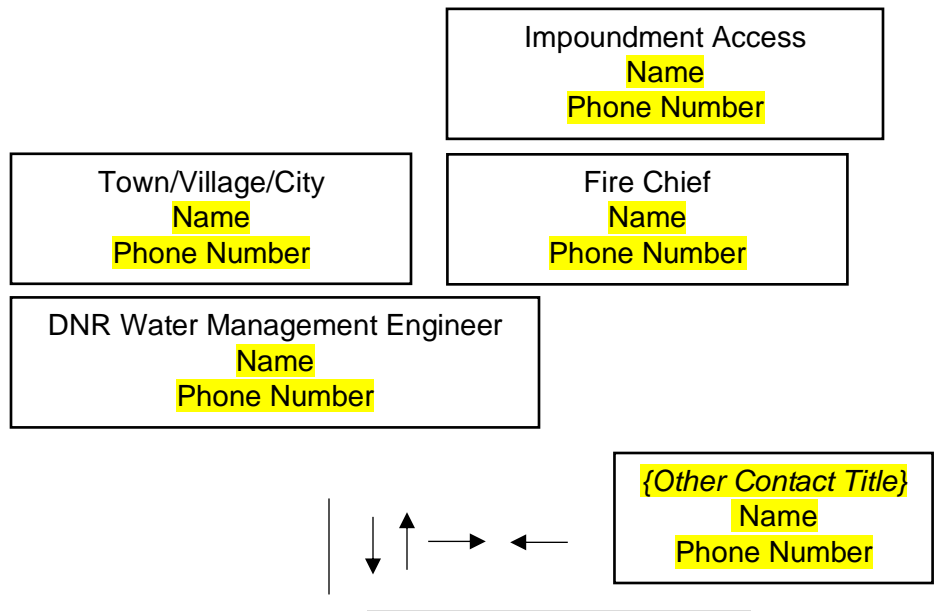 Impoundment Access
Name
Phone Number
Town/Village/City
Name
Phone Number
Fire Chief
Name
Phone Number
DNR Water Management Engineer
Name
Phone Number
{Other Contact Title}
Name
Phone Number